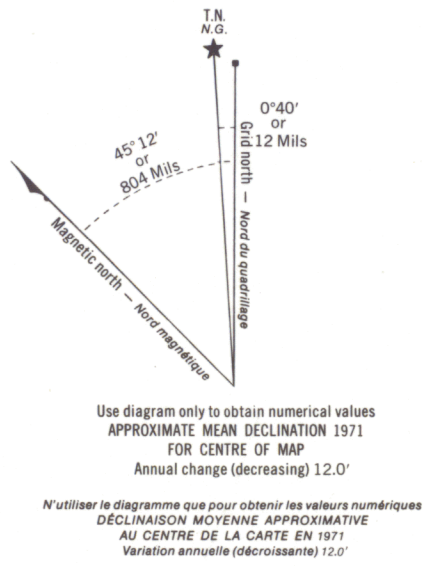 T.N.
N.G.
0°40'
or
12 Mils
45° 12'
or
804 Mils
Grid north — Nord du quadrillage
Magnetic north — Nord magnétique
Use diagram only to obtain numerical values
APPROXIMATE MEAN DECLINATION 1971
FOR CENTRE OF MAP
Annual change (decreasing) 12.0'
N'utiliser le diagramme que pour obtenir les valeurs numériques
DÉCLINAISON MOYENNE APPROXIMATIVE
AU CENTRE DE LA CARTE EN 1971
Variation annuelle (décroissante) 12.0'